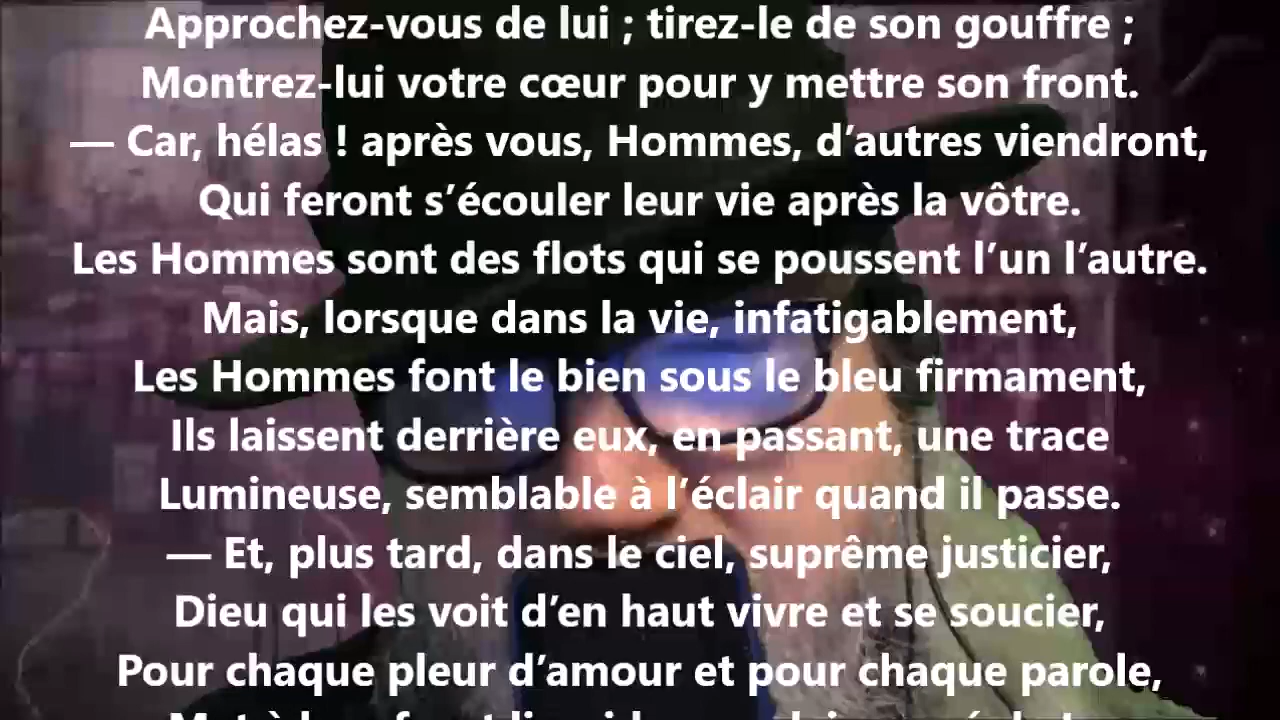 Approchez-vous de lui ; tirez-le de son gouffre ;
Montrez-lui votre cœur pour y mettre son front.
— Car, hélas ! après vous, Hommes, d’autres viendront,
Qui feront s’écouler leur vie après la vôtre.
Les Hommes sont des flots qui se poussent l’un l’autre.
Mais, lorsque dans la vie, infatigablement,
Les Hommes font le bien sous le bleu firmament,
Ils laissent derrière eux, en passant, une trace
Lumineuse, semblable à l’éclair quand il passe.
— Et, plus tard, dans le ciel, suprême justicier,
Dieu qui les voit d’en haut vivre et se soucier,
Pour chaque pleur d’amour et pour chaque parole,